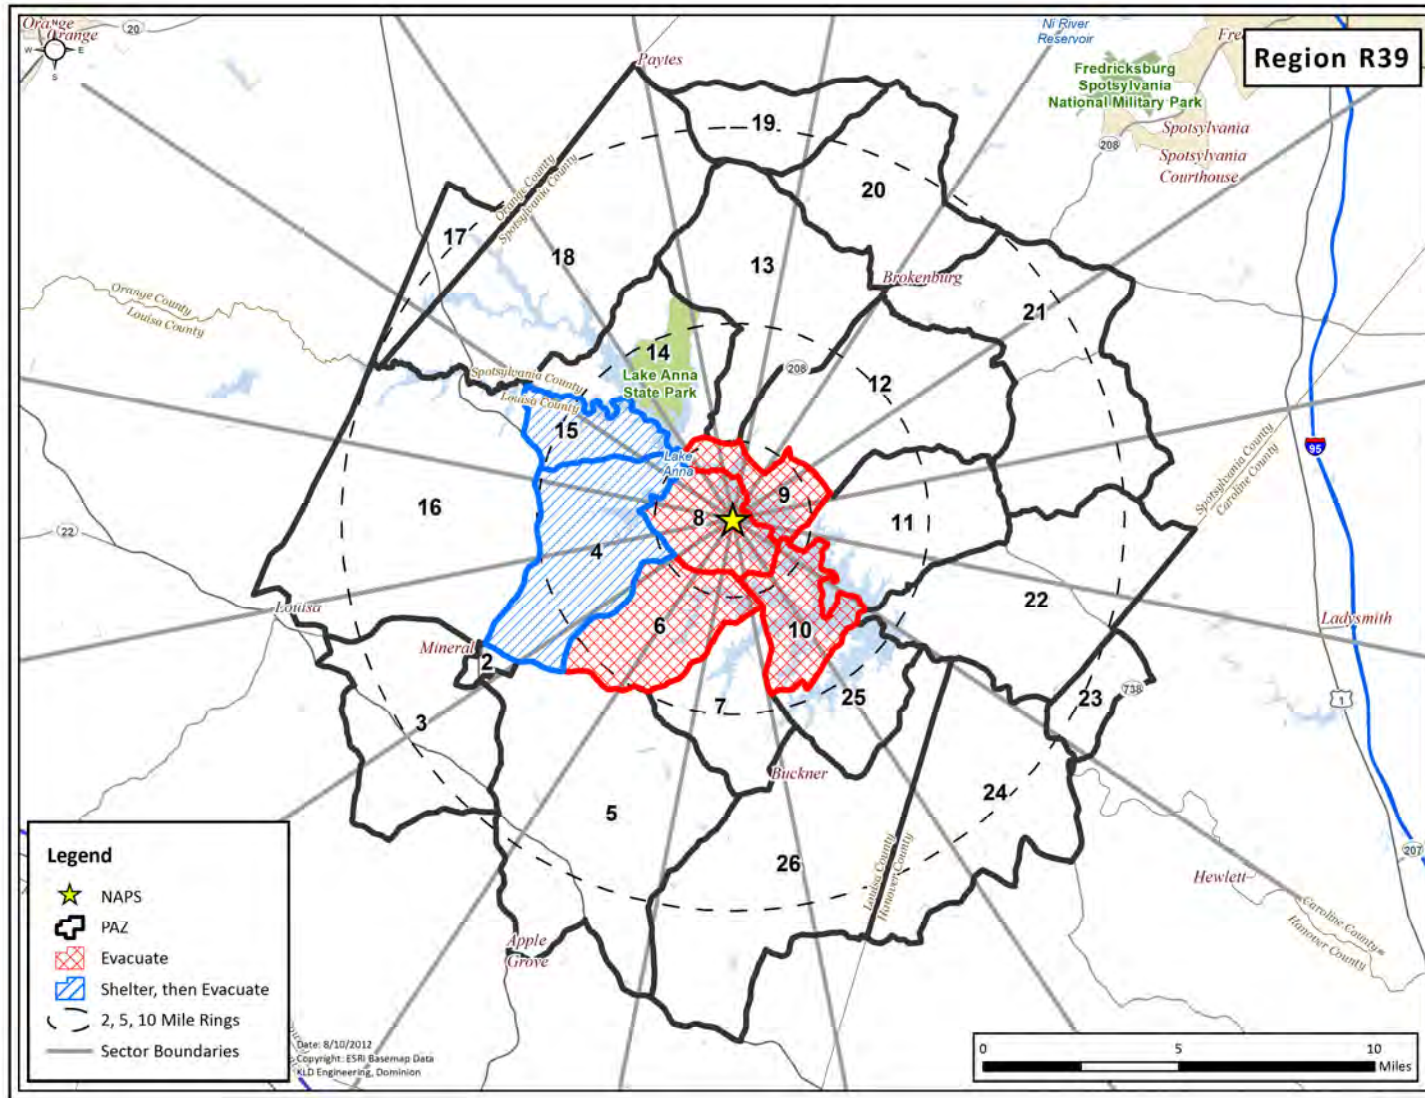 Region R39
Orange
Orange
N
W
E
S
20
Paytes
Ni River
Reservoir
Fre
Fredricksburg
Spotsylvania
National Military Park
Spotsylvania
208
Spotsylvania
Courthouse
19
20
17
Orange County
Spotsylvania County
18
13
Brokenburg
21
Orange County
Louisa County
14
Lake Anna
State Park
208
12
Spotsylvania County
Louisa County
15
Lake
Anna
95
Spotsylvania County
Caroline County
16
8
9
11
22
4
22
Louisa
Mineral
2
6
10
Ladysmith
3
7
25
23
738
1
Buckner
5
24
26
Louisa County
Hanover County
207
Hewlett
Caroline County
Hanover County
Apple
Grove
Legend
NAPS
PAZ
Evacuate
Shelter, then Evacuate
2, 5, 10 Mile Rings
Sector Boundaries
Date: 8/10/2012
Copyright: ESRI Basemap Data
KLD Engineering, Dominion
0
5
10
Miles